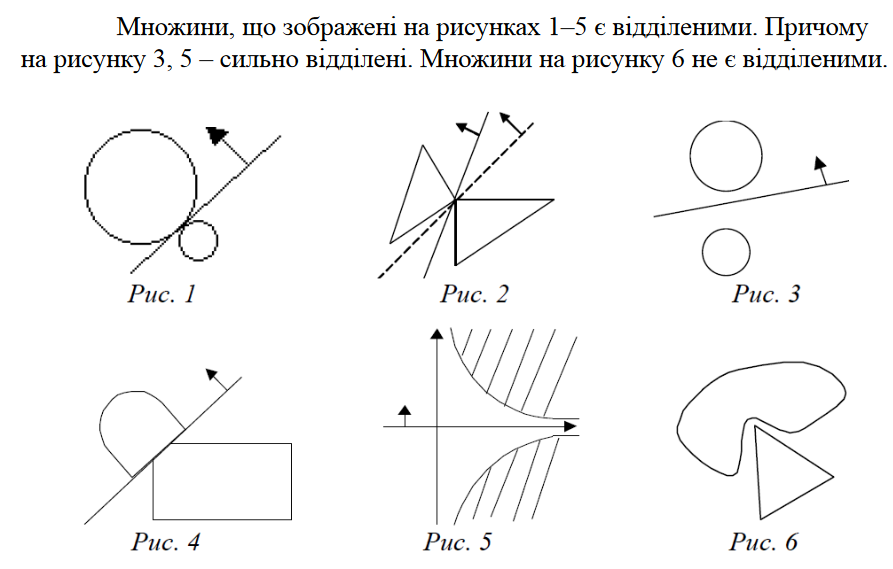 Множини, що зображені на рисунках 1–5 є відділеними. Причому
на рисунку 3, 5 – сильно відділені. Множини на рисунку 6 не є відділеними.
Рис. 1
Рис. 2
Рис. 3
Рис. 4
Рис. 5
Рис. 6